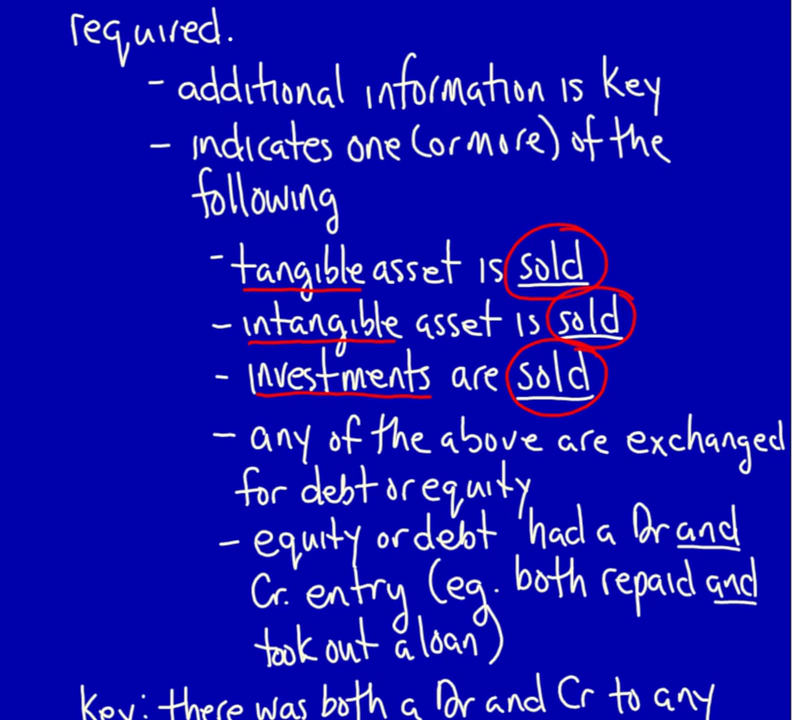 required.
- additional information is key
- indicates one (or more) of the
following
- tangible asset is sold
- intangible asset is sold
- investments are sold
- any of the above are exchanged
for debt or equity
- equity or debt had a Dr and
Cr. entry (eg. both repaid and
took out a loan)
Key: there was both a Dr and Cr to any